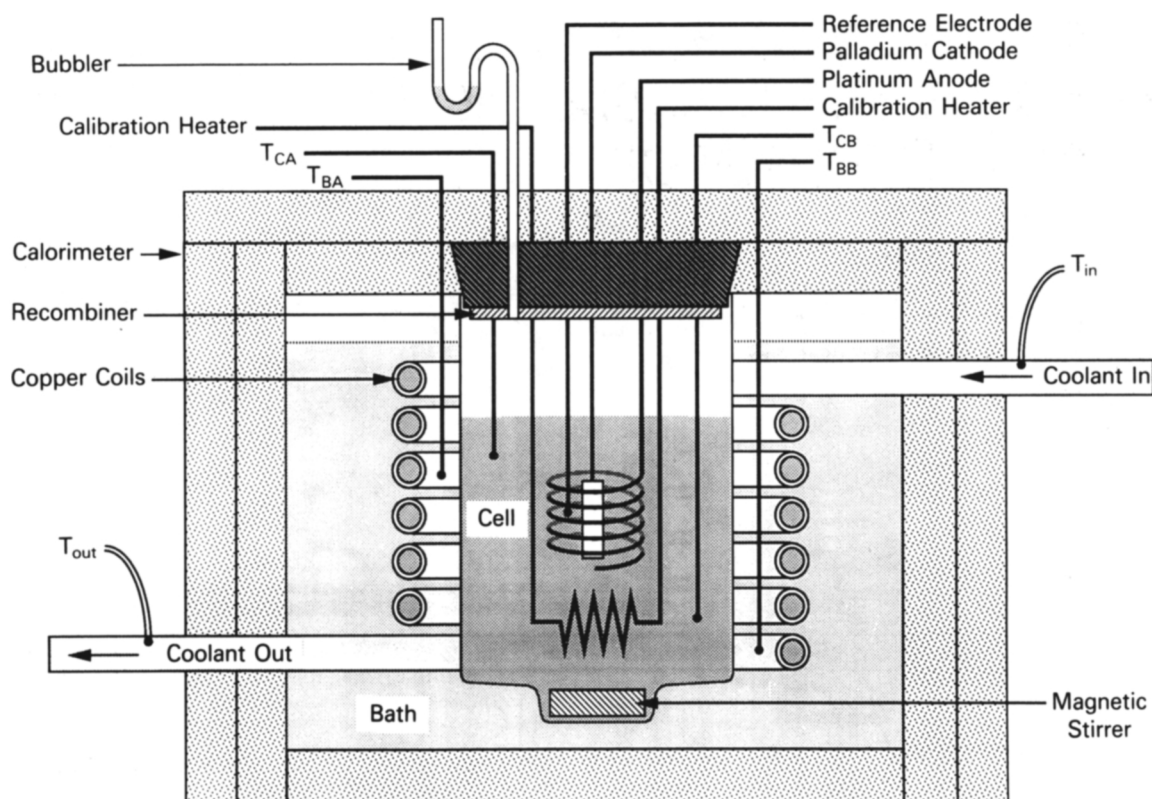 Reference Electrode
Bubbler
Palladium Cathode
Platinum Anode
Calibration Heater
Calibration Heater
T_CA
T_CB
T_BA
T_BB
Calorimeter
T_in
Recombiner
Copper Coils
Coolant In
Cell
T_out
Coolant Out
Bath
Magnetic
Stirrer